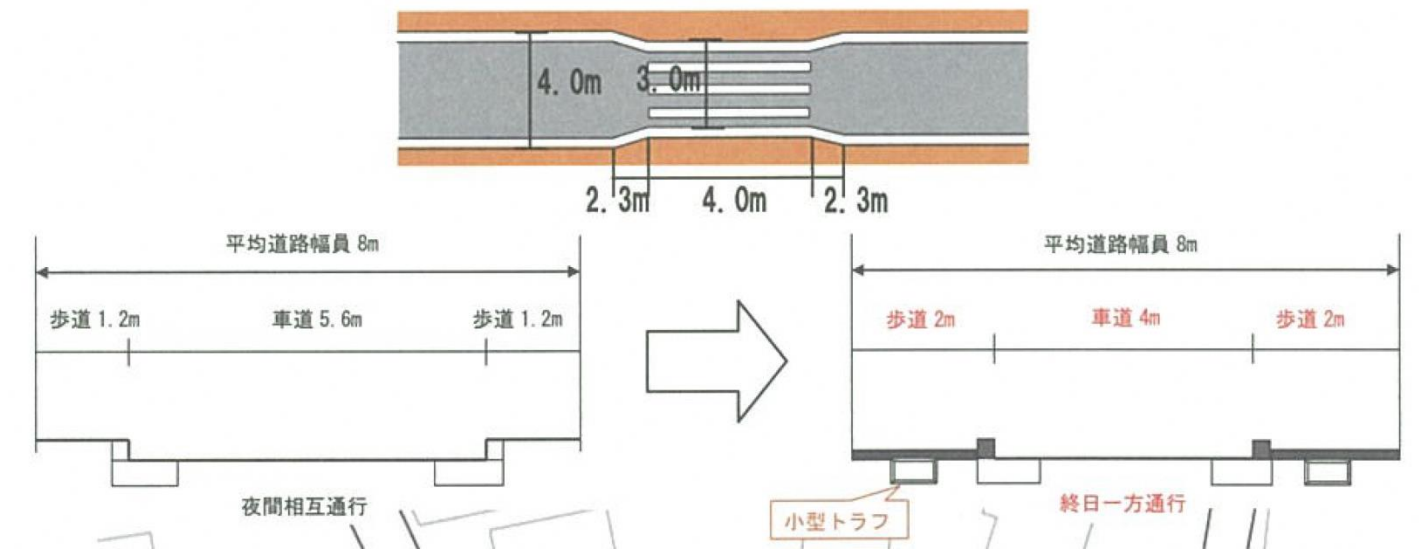 4.0m
3.0m
2.3m
4.0m
2.3m
平均道路幅員 8m
歩道 1.2m
車道 5.6m
歩道 1.2m
夜間相互通行
平均道路幅員 8m
歩道 2m
車道 4m
歩道 2m
小型トラフ
終日一方通行